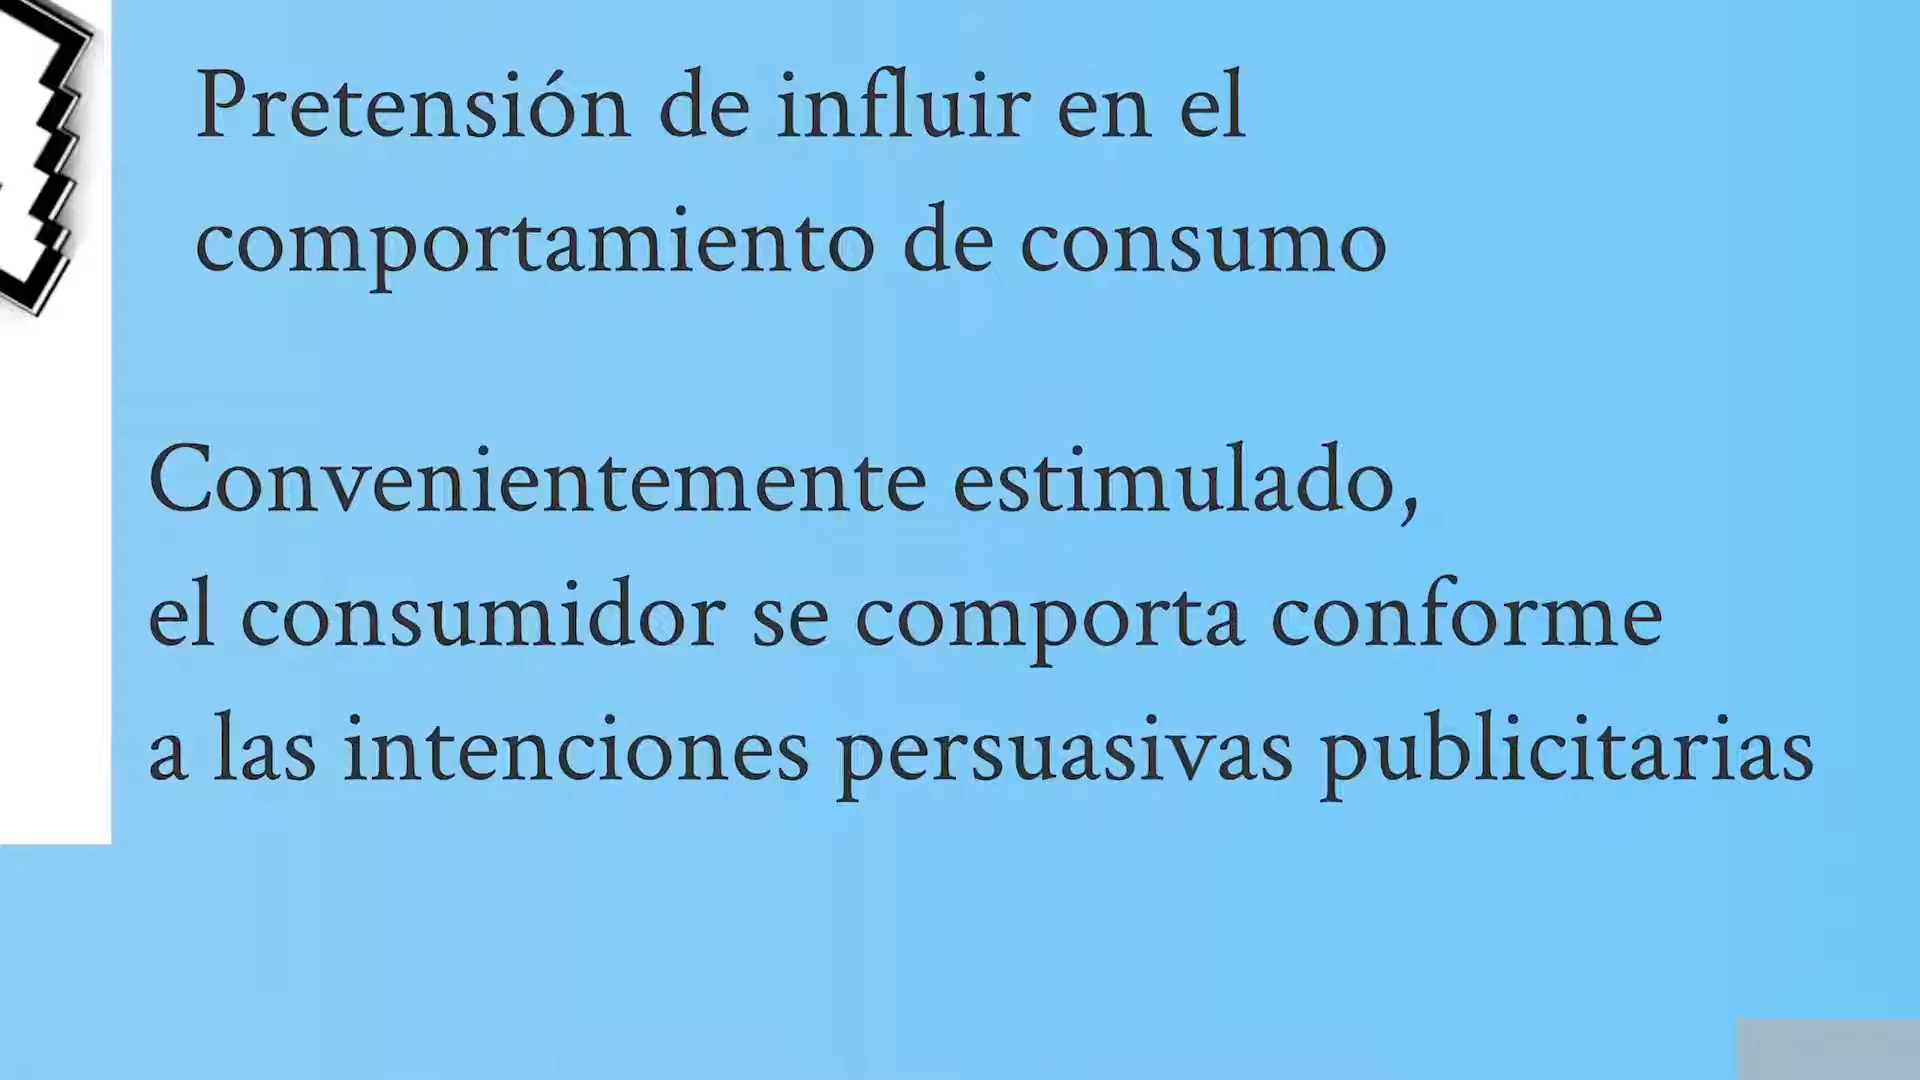 Pretensión de influir en el
comportamiento de consumo
Convenientemente estimulado,
el consumidor se comporta conforme
a las intenciones persuasivas publicitarias